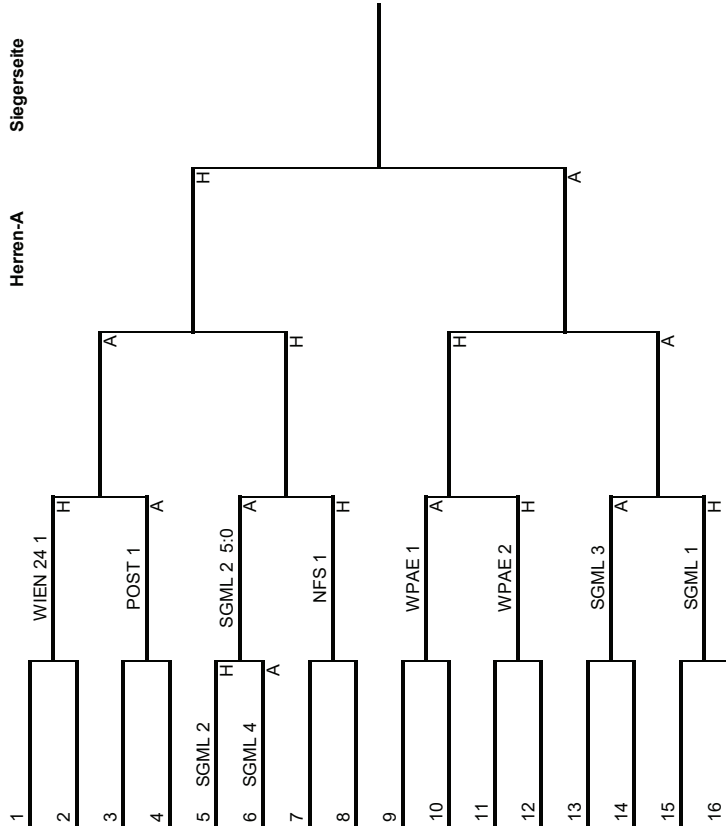 Herren-A Siegerseite
1
2
3
4
5 SGML 2
6 SGML 4
7
8
9
10
11
12
13
14
15
16
H
A
WIEN 24 1
POST 1
SGML 2 5:0
NFS 1
WPAE 1
WPAE 2
SGML 3
SGML 1
H
A
A
H
A
H
A
H
A
H
H
A
H
A